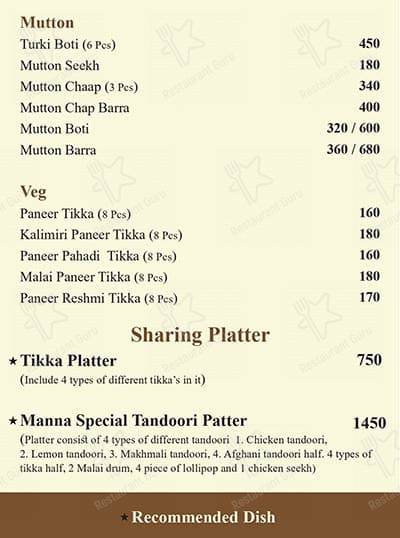 Mutton
Turki Boti (6 Pcs) 450
Mutton Seekh 180
Mutton Chaap (3 Pcs) 340
Mutton Chap Barra 400
Mutton Boti 320 / 600
Mutton Barra 360 / 680
Veg
Paneer Tikka (8 Pcs) 160
Kalimiri Paneer Tikka (8 Pcs) 180
Paneer Pahadi Tikka (8 Pcs) 160
Malai Paneer Tikka (8 Pcs) 180
Paneer Reshmi Tikka (8 Pcs) 170
Sharing Platter
★ Tikka Platter 750
(Include 4 types of different tikka's in it)
★ Manna Special Tandoori Patter 1450
(Platter consist of 4 types of different tandoori 1. Chicken tandoori,
2. Lemon tandoori, 3. Makhmali tandoori, 4. Afghani tandoori half. 4 types of
tikka half, 2 Malai drum, 4 piece of lollipop and 1 chicken seekh)
★ Recommended Dish
Restaurant Guru